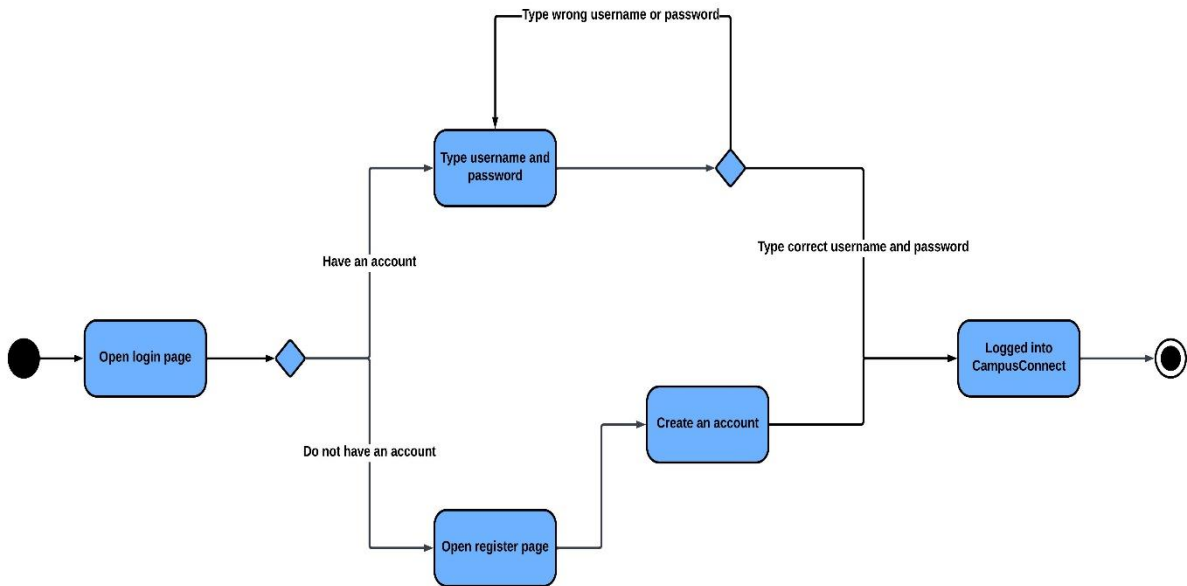 Type wrong username or password
Type username and
password
Type correct username and password
Have an account
Open login page
Logged into
CampusConnect
Create an account
Do not have an account
Open register page